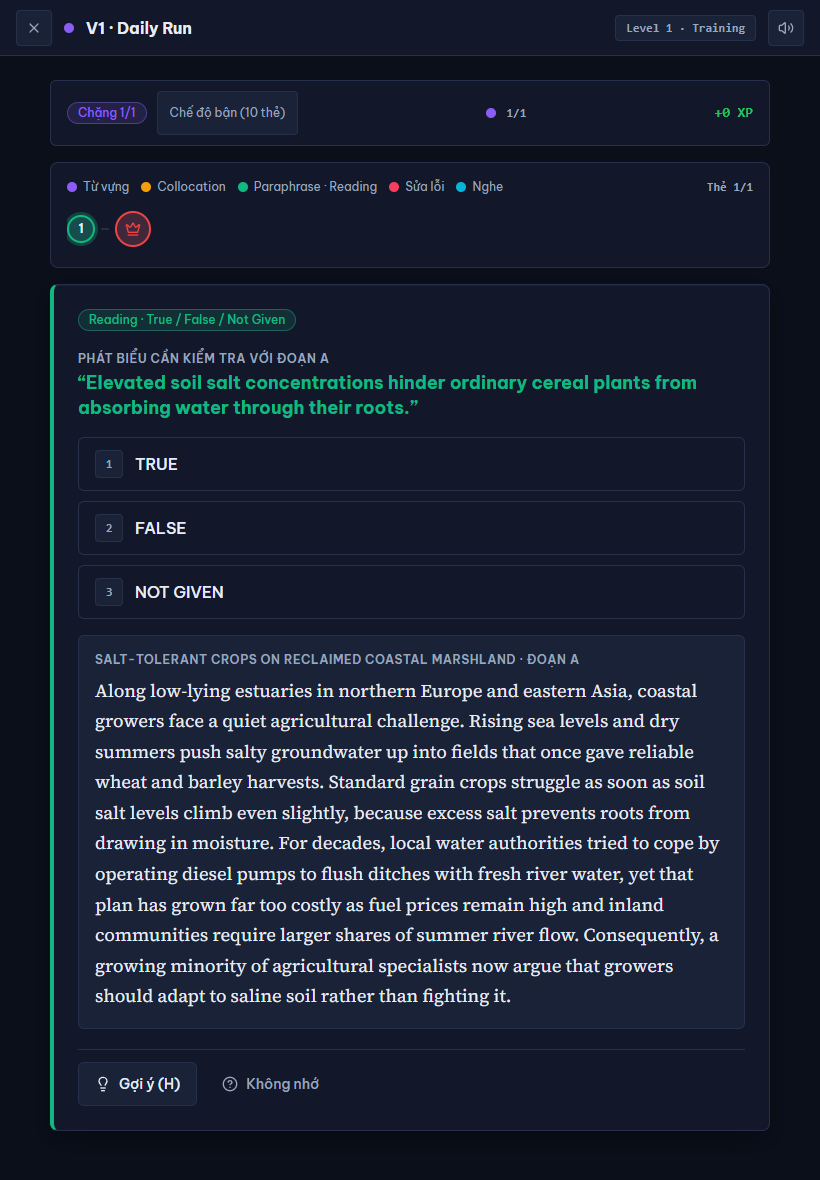 V1 · Daily Run
Level 1 · Training
Chặng 1/1
Chế độ bận (10 thẻ)
1/1
+0 XP
Từ vựng
Collocation
Paraphrase · Reading
Sửa lỗi
Nghe
Thẻ 1/1
1
Reading · True / False / Not Given
PHÁT BIỂU CẦN KIỂM TRA VỚI ĐOẠN A
“Elevated soil salt concentrations hinder ordinary cereal plants from
absorbing water through their roots.”
1 TRUE
2 FALSE
3 NOT GIVEN
SALT-TOLERANT CROPS ON RECLAIMED COASTAL MARSHLAND · ĐOẠN A
Along low-lying estuaries in northern Europe and eastern Asia, coastal
growers face a quiet agricultural challenge. Rising sea levels and dry
summers push salty groundwater up into fields that once gave reliable
wheat and barley harvests. Standard grain crops struggle as soon as soil
salt levels climb even slightly, because excess salt prevents roots from
drawing in moisture. For decades, local water authorities tried to cope by
operating diesel pumps to flush ditches with fresh river water, yet that
plan has grown far too costly as fuel prices remain high and inland
communities require larger shares of summer river flow. Consequently, a
growing minority of agricultural specialists now argue that growers
should adapt to saline soil rather than fighting it.
Gợi ý (H)
Không nhớ